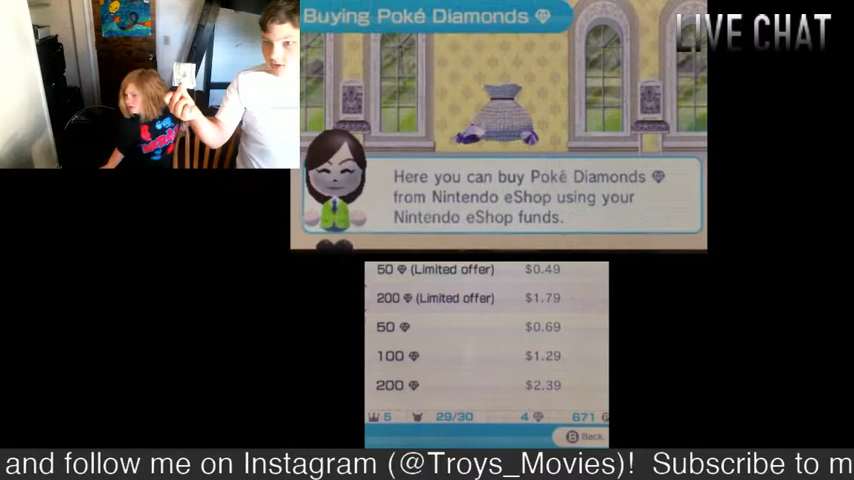 Buying Poké Diamonds
LIVE CHAT
Here you can buy Poké Diamonds
from Nintendo eShop using your
Nintendo eShop funds.
50 (Limited offer) $0.49
200 (Limited offer) $1.79
50 $0.69
100 $1.29
200 $2.39
5 29/30 4 671
B Back
and follow me on Instagram (@Troys_Movies)! Subscribe to m